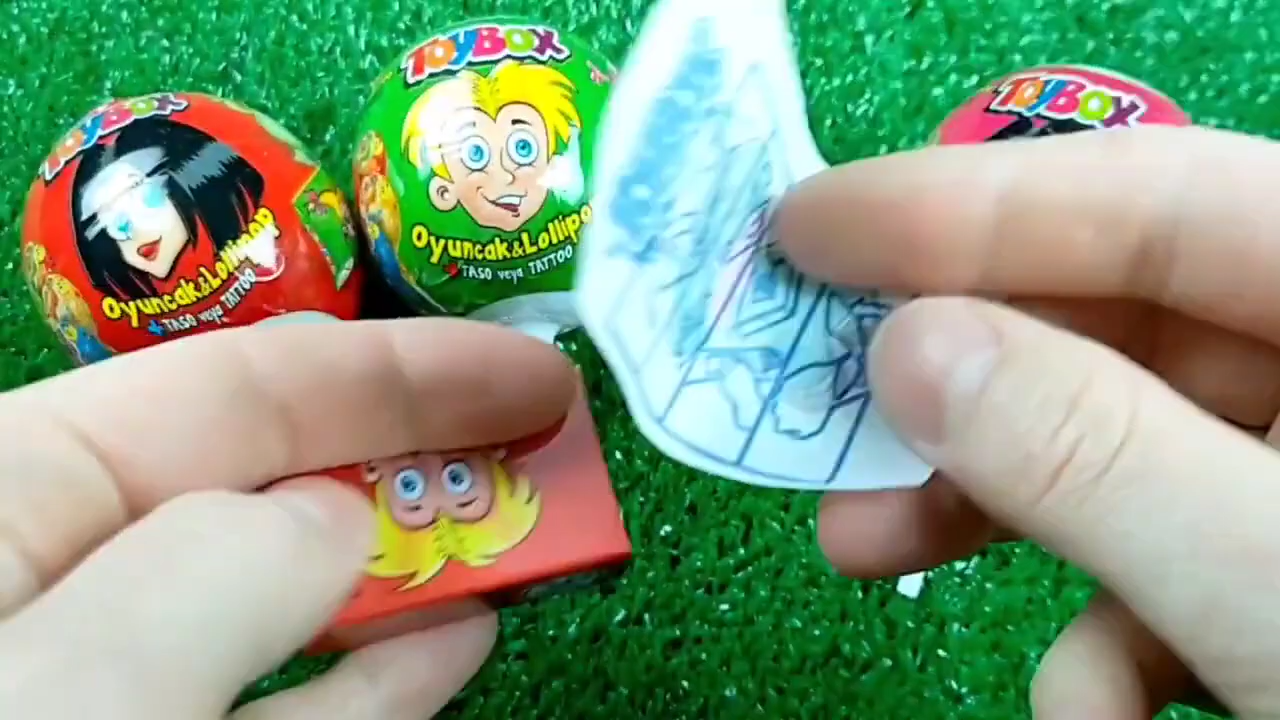 TOYBOX
Oyuncak&Lollipop
+TASO veya TATTOO
TOYBOX
Oyuncak&Lollipo
+TASO veya TATTOO
TOYBOX